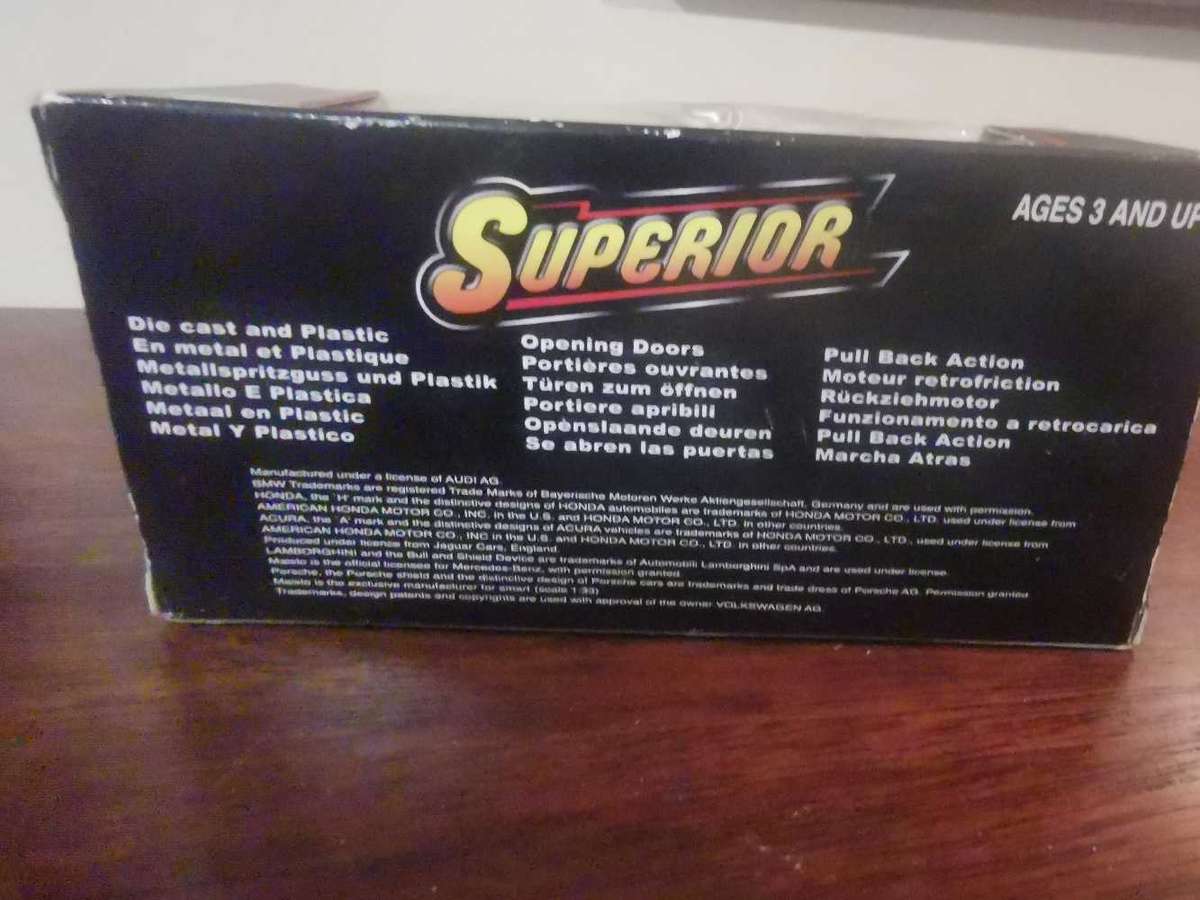 SUPERIOR
AGES 3 AND UP
Die cast and Plastic
En metal et Plastique
Metallspritzguss und Plastik
Metallo E Plastica
Metaal en Plastic
Metal Y Plastico
Opening Doors
Portières ouvrantes
Türen zum öffnen
Portiere apribili
Opènslaande deuren
Se abren las puertas
Pull Back Action
Moteur retrofriction
Rückziehmotor
Funzionamento a retrocarica
Pull Back Action
Marcha Atras
Manufactured under a license of AUDI AG.
BMW Trademarks are registered Trade Marks of Bayerische Motoren Werke Aktiengesellschaft, Germany and are used with permission.
HONDA, the 'H' mark and the distinctive designs of HONDA automobiles are trademarks of HONDA MOTOR CO., LTD. used under license from
AMERICAN HONDA MOTOR CO., INC. in the U.S. and HONDA MOTOR CO., LTD. in other countries.
ACURA, the 'A' mark and the distinctive designs of ACURA vehicles are trademarks of HONDA MOTOR CO., LTD., used under license from
AMERICAN HONDA MOTOR CO., INC in the U.S. and HONDA MOTOR CO., LTD. in other countries.
Produced under license from Jaguar Cars, England.
LAMBORGHINI and the Bull and Shield Device are trademarks of Automobili Lamborghini SpA and are used under license.
Maisto is the official licensee for Mercedes-Benz, with permission granted.
Porsche, the Porsche shield and the distinctive design of Porsche cars are trademarks and trade dress of Porsche AG. Permission granted
Maisto is the exclusive manufacturer for smart (scale 1:33)
Trademarks, design patents and copyrights are used with approval of the owner VOLKSWAGEN AG.